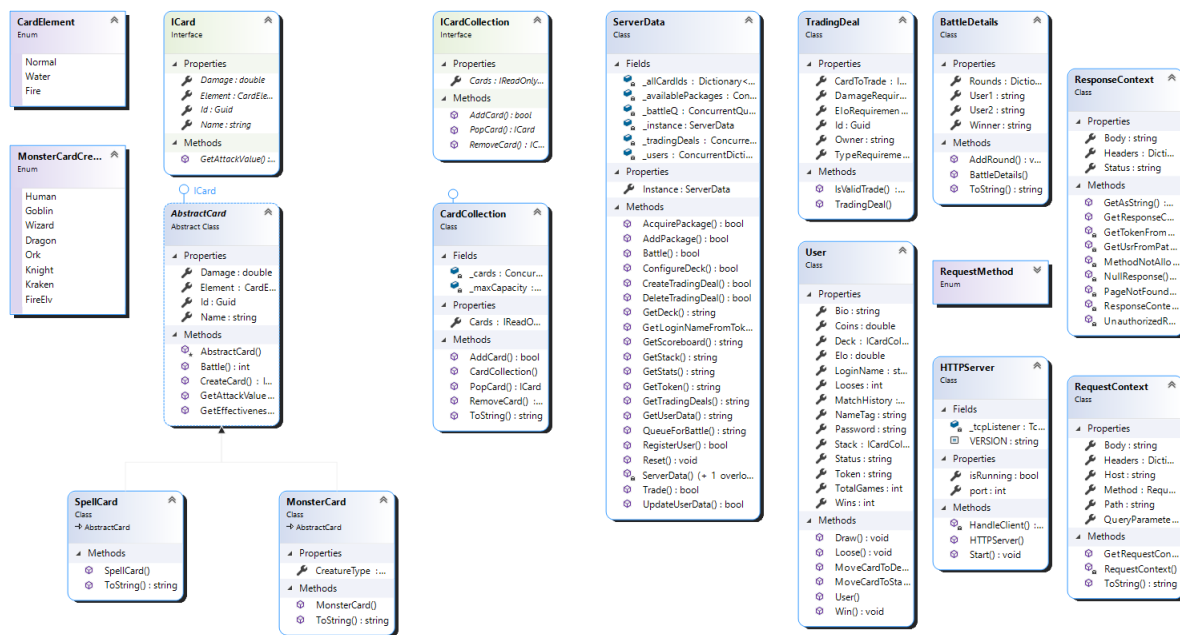 CardElement
Enum
Normal
Water
Fire
MonsterCardCre...
Enum
Human
Goblin
Wizard
Dragon
Ork
Knight
Kraken
FireElv
ICard
Interface
Properties
Damage : double
Element : CardEle...
Id : Guid
Name : string
Methods
GetAttackValue() :...
ICard
AbstractCard
Abstract Class
Properties
Damage : double
Element : CardE...
Id : Guid
Name : string
Methods
AbstractCard()
Battle() : int
CreateCard() : I...
GetAttackValue...
GetEffectivenes...
SpellCard
Class
AbstractCard
Methods
SpellCard()
ToString() : string
MonsterCard
Class
AbstractCard
Properties
CreatureType :...
Methods
MonsterCard()
ToString() : string
ICardCollection
Interface
Properties
Cards : IReadOnly...
Methods
AddCard() : bool
PopCard() : ICard
RemoveCard() : IC...
CardCollection
Class
Fields
_cards : Concur...
_maxCapacity :...
Properties
Cards : IReadO...
Methods
AddCard() : bool
CardCollection()
PopCard() : ICard
RemoveCard() :...
ToString() : string
ServerData
Class
Fields
_allCardIds : Dictionary<...
_availablePackages : Con...
_battleQ : ConcurrentQu...
_instance : ServerData
_tradingDeals : Concurre...
_users : ConcurrentDicti...
Properties
Instance : ServerData
Methods
AcquirePackage() : bool
AddPackage() : bool
Battle() : bool
ConfigureDeck() : bool
CreateTradingDeal() : bool
DeleteTradingDeal() : bool
GetDeck() : string
GetLoginNameFromTok...
GetScoreboard() : string
GetStack() : string
GetStats() : string
GetToken() : string
GetTradingDeals() : string
GetUserData() : string
QueueForBattle() : string
RegisterUser() : bool
Reset() : void
ServerData() (+ 1 overlo...
Trade() : bool
UpdateUserData() : bool
TradingDeal
Class
Properties
CardToTrade : I...
DamageRequir...
EloRequiremen...
Id : Guid
Owner : string
TypeRequireme...
Methods
IsValidTrade() :...
TradingDeal()
User
Class
Properties
Bio : string
Coins : double
Deck : ICardCol...
Elo : double
LoginName : st...
Looses : int
MatchHistory :...
NameTag : string
Password : string
Stack : ICardCol...
Status : string
Token : string
TotalGames : int
Wins : int
Methods
Draw() : void
Loose() : void
MoveCardToDe...
MoveCardToSta...
User()
Win() : void
BattleDetails
Class
Properties
Rounds : Dictio...
User1 : string
User2 : string
Winner : string
Methods
AddRound() : v...
BattleDetails()
ToString() : string
RequestMethod
Enum
HTTPServer
Class
Fields
_tcpListener : Tc...
VERSION : string
Properties
isRunning : bool
port : int
Methods
HandleClient() :...
HTTPServer()
Start() : void
ResponseContext
Class
Properties
Body : string
Headers : Dicti...
Status : string
Methods
GetAsString() :...
GetResponseC...
GetTokenFrom...
GetUsrFromPat...
MethodNotAllo...
NullResponse()...
PageNotFound...
ResponseConte...
UnauthorizedR...
RequestContext
Class
Properties
Body : string
Headers : Dicti...
Host : string
Method : Requ...
Path : string
QueryParamete...
Methods
GetRequestCon...
RequestContext()
ToString() : string